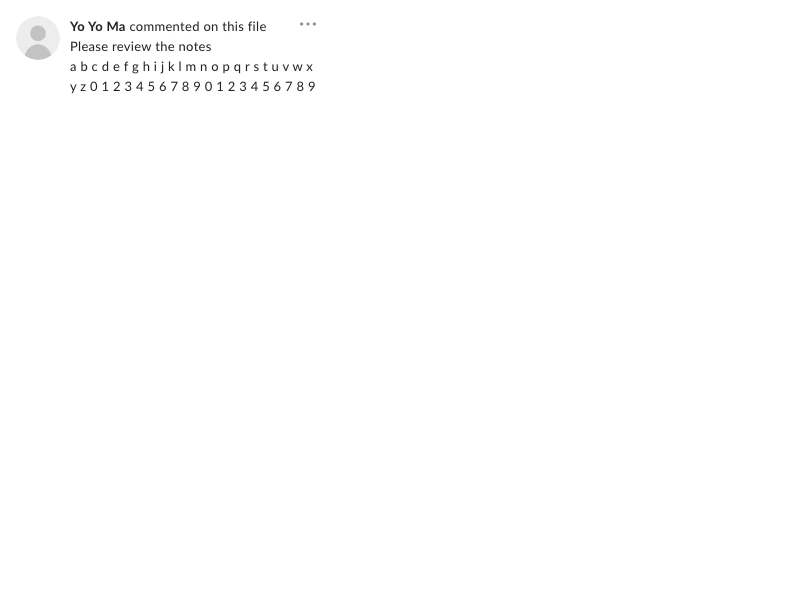 Yo Yo Ma commented on this file
Please review the notes
a b c d e f g h i j k l m n o p q r s t u v w x
y z 0 1 2 3 4 5 6 7 8 9 0 1 2 3 4 5 6 7 8 9